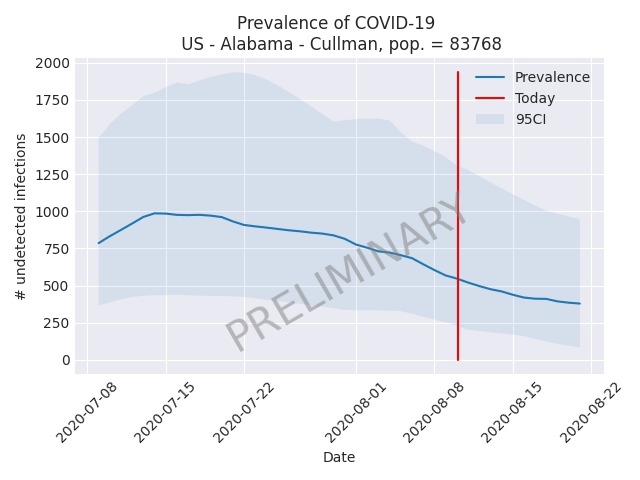 Prevalence of COVID-19
US - Alabama - Cullman, pop. = 83768
2000
1750
1500
1250
1000
750
500
250
0
# undetected infections
Prevalence
Today
95CI
PRELIMINARY
2020-07-08
2020-07-15
2020-07-22
2020-08-01
2020-08-08
2020-08-15
2020-08-22
Date